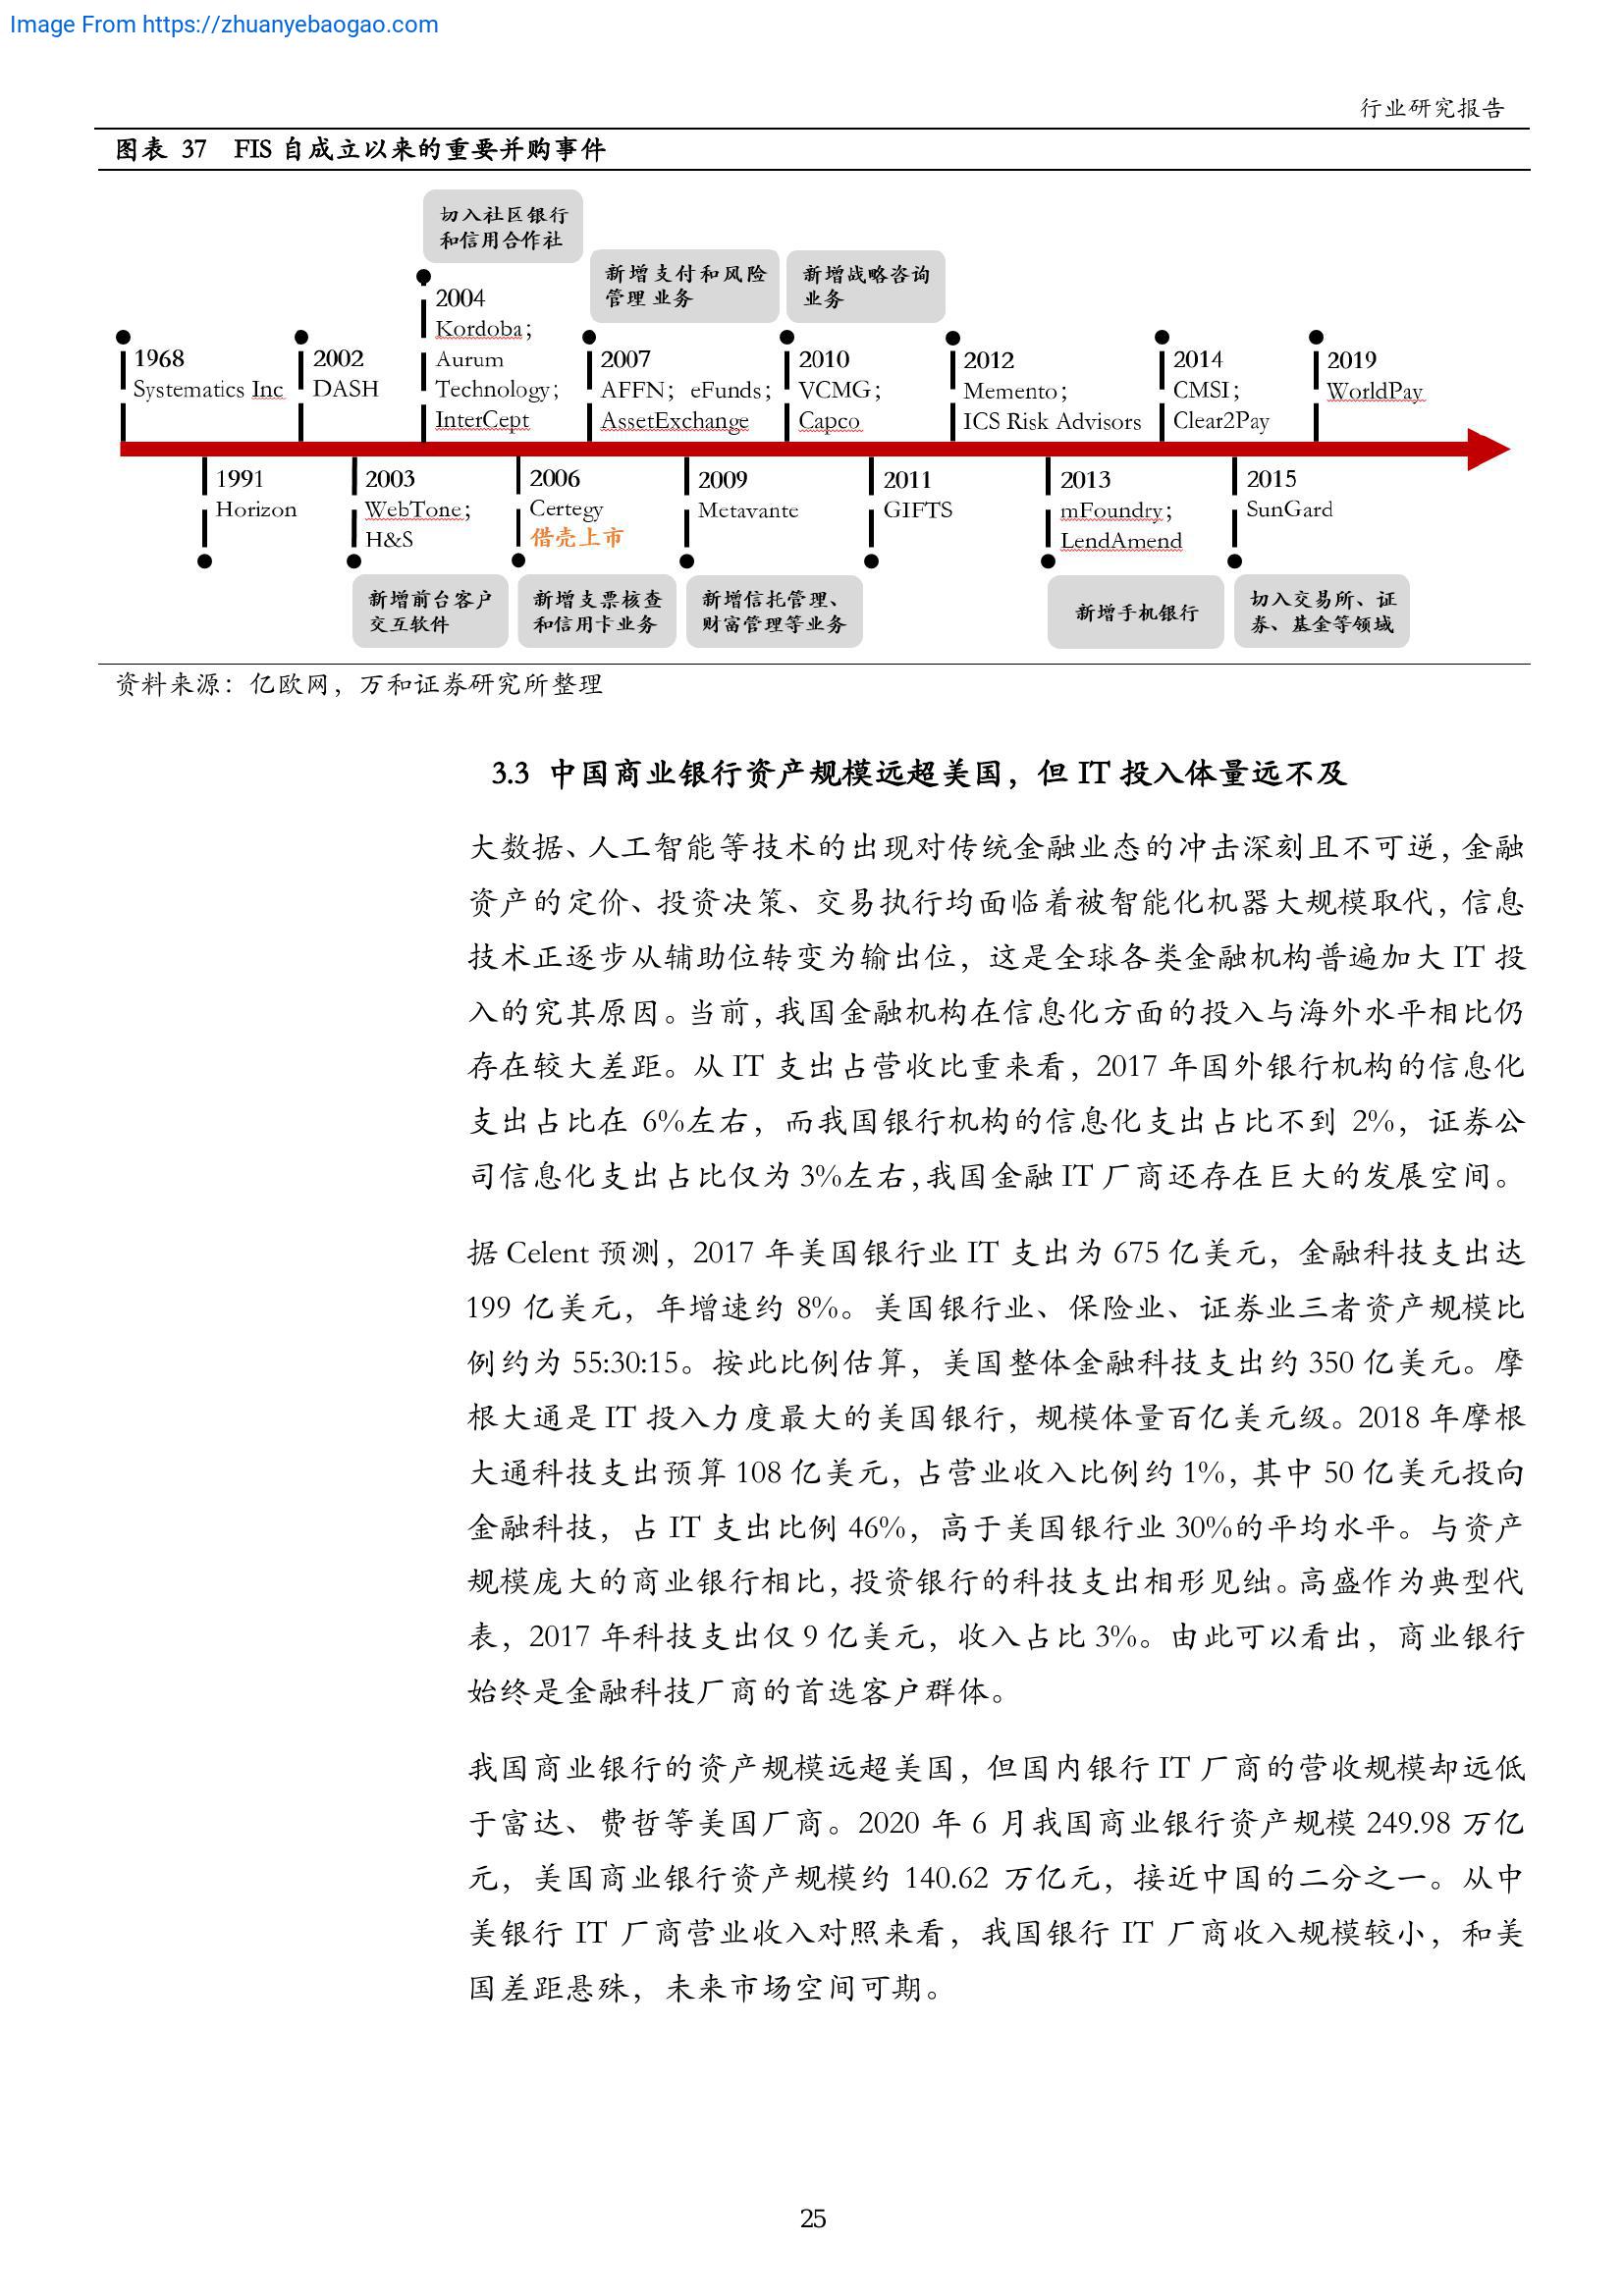 Image From https://zhuanyebaogao.com
行业研究报告
图表 37 FIS 自成立以来的重要并购事件
切入社区银行
和信用合作社
新增支付和风险
管理 业务
新增战略咨询
业务
2004
Kordoba；
Aurum
Technology；
InterCept
1968
Systematics Inc
2002
DASH
2007
AFFN；eFunds；
AssetExchange
2010
VCMG；
Capco
2012
Memento；
ICS Risk Advisors
2014
CMSI；
Clear2Pay
2019
WorldPay
1991
Horizon
2003
WebTone；
H&S
2006
Certegy
借壳上市
2009
Metavante
2011
GIFTS
2013
mFoundry；
LendAmend
2015
SunGard
新增前台客户
交互软件
新增支票核查
和信用卡业务
新增信托管理、
财富管理等业务
新增手机银行
切入交易所、证
券、基金等领域
资料来源：亿欧网，万和证券研究所整理
3.3 中国商业银行资产规模远超美国，但 IT 投入体量远不及
大数据、人工智能等技术的出现对传统金融业态的冲击深刻且不可逆，金融
资产的定价、投资决策、交易执行均面临着被智能化机器大规模取代，信息
技术正逐步从辅助位转变为输出位，这是全球各类金融机构普遍加大 IT 投
入的究其原因。当前，我国金融机构在信息化方面的投入与海外水平相比仍
存在较大差距。从 IT 支出占营收比重来看，2017 年国外银行机构的信息化
支出占比在 6%左右，而我国银行机构的信息化支出占比不到 2%，证券公
司信息化支出占比仅为 3%左右，我国金融 IT 厂商还存在巨大的发展空间。
据 Celent 预测，2017 年美国银行业 IT 支出为 675 亿美元，金融科技支出达
199 亿美元，年增速约 8%。美国银行业、保险业、证券业三者资产规模比
例约为 55:30:15。按此比例估算，美国整体金融科技支出约 350 亿美元。摩
根大通是 IT 投入力度最大的美国银行，规模体量百亿美元级。2018 年摩根
大通科技支出预算 108 亿美元，占营业收入比例约 1%，其中 50 亿美元投向
金融科技，占 IT 支出比例 46%，高于美国银行业 30%的平均水平。与资产
规模庞大的商业银行相比，投资银行的科技支出相形见绌。高盛作为典型代
表，2017 年科技支出仅 9 亿美元，收入占比 3%。由此可以看出，商业银行
始终是金融科技厂商的首选客户群体。
我国商业银行的资产规模远超美国，但国内银行 IT 厂商的营收规模却远低
于富达、费哲等美国厂商。2020 年 6 月我国商业银行资产规模 249.98 万亿
元，美国商业银行资产规模约 140.62 万亿元，接近中国的二分之一。从中
美银行 IT 厂商营业收入对照来看，我国银行 IT 厂商收入规模较小，和美
国差距悬殊，未来市场空间可期。
25